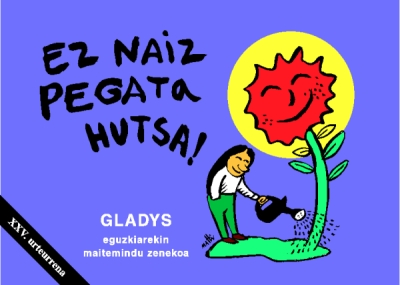 EZ NAIZ
PEGATa
HUTSA!
GLADYS
eguzkiarekin
maitemindu zenekoa
XXV. urteurrena